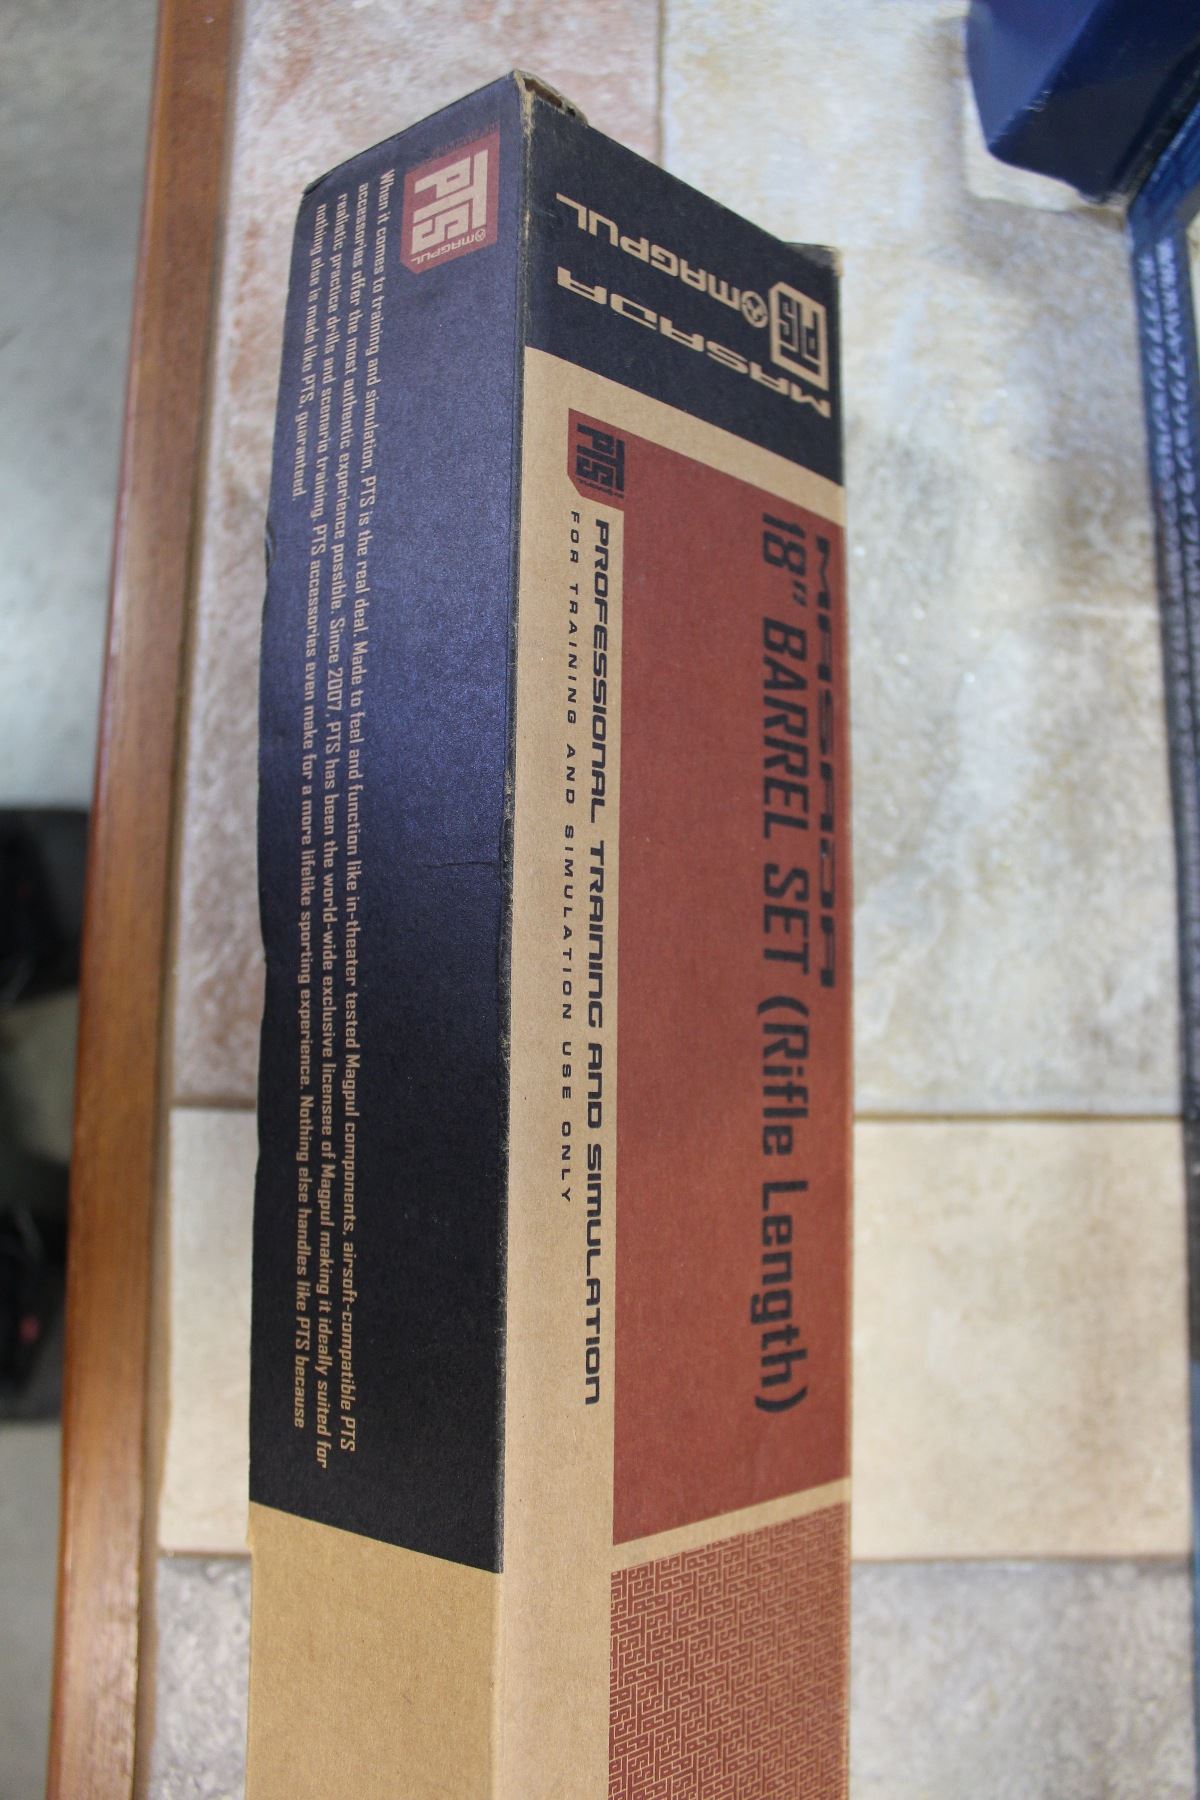 MAGPUL
PTS
When it comes to training and simulation, PTS is the real deal. Made to feel and function like in-theater tested Magpul components, airsoft-compatible PTS
accessories offer the most authentic experience possible. Since 2007, PTS has been the world-wide exclusive licensee of Magpul making it ideally suited for
realistic practice drills and scenario training. PTS accessories even make for a more lifelike sporting experience. Nothing else handles like PTS because
nothing else is made like PTS, guaranteed.
PTS
MAGPUL
MASADA
MAGPUL
PTS
MASADA
18" BARREL SET (Rifle Length)
PROFESSIONAL TRAINING AND SIMULATION
FOR TRAINING AND SIMULATION USE ONLY